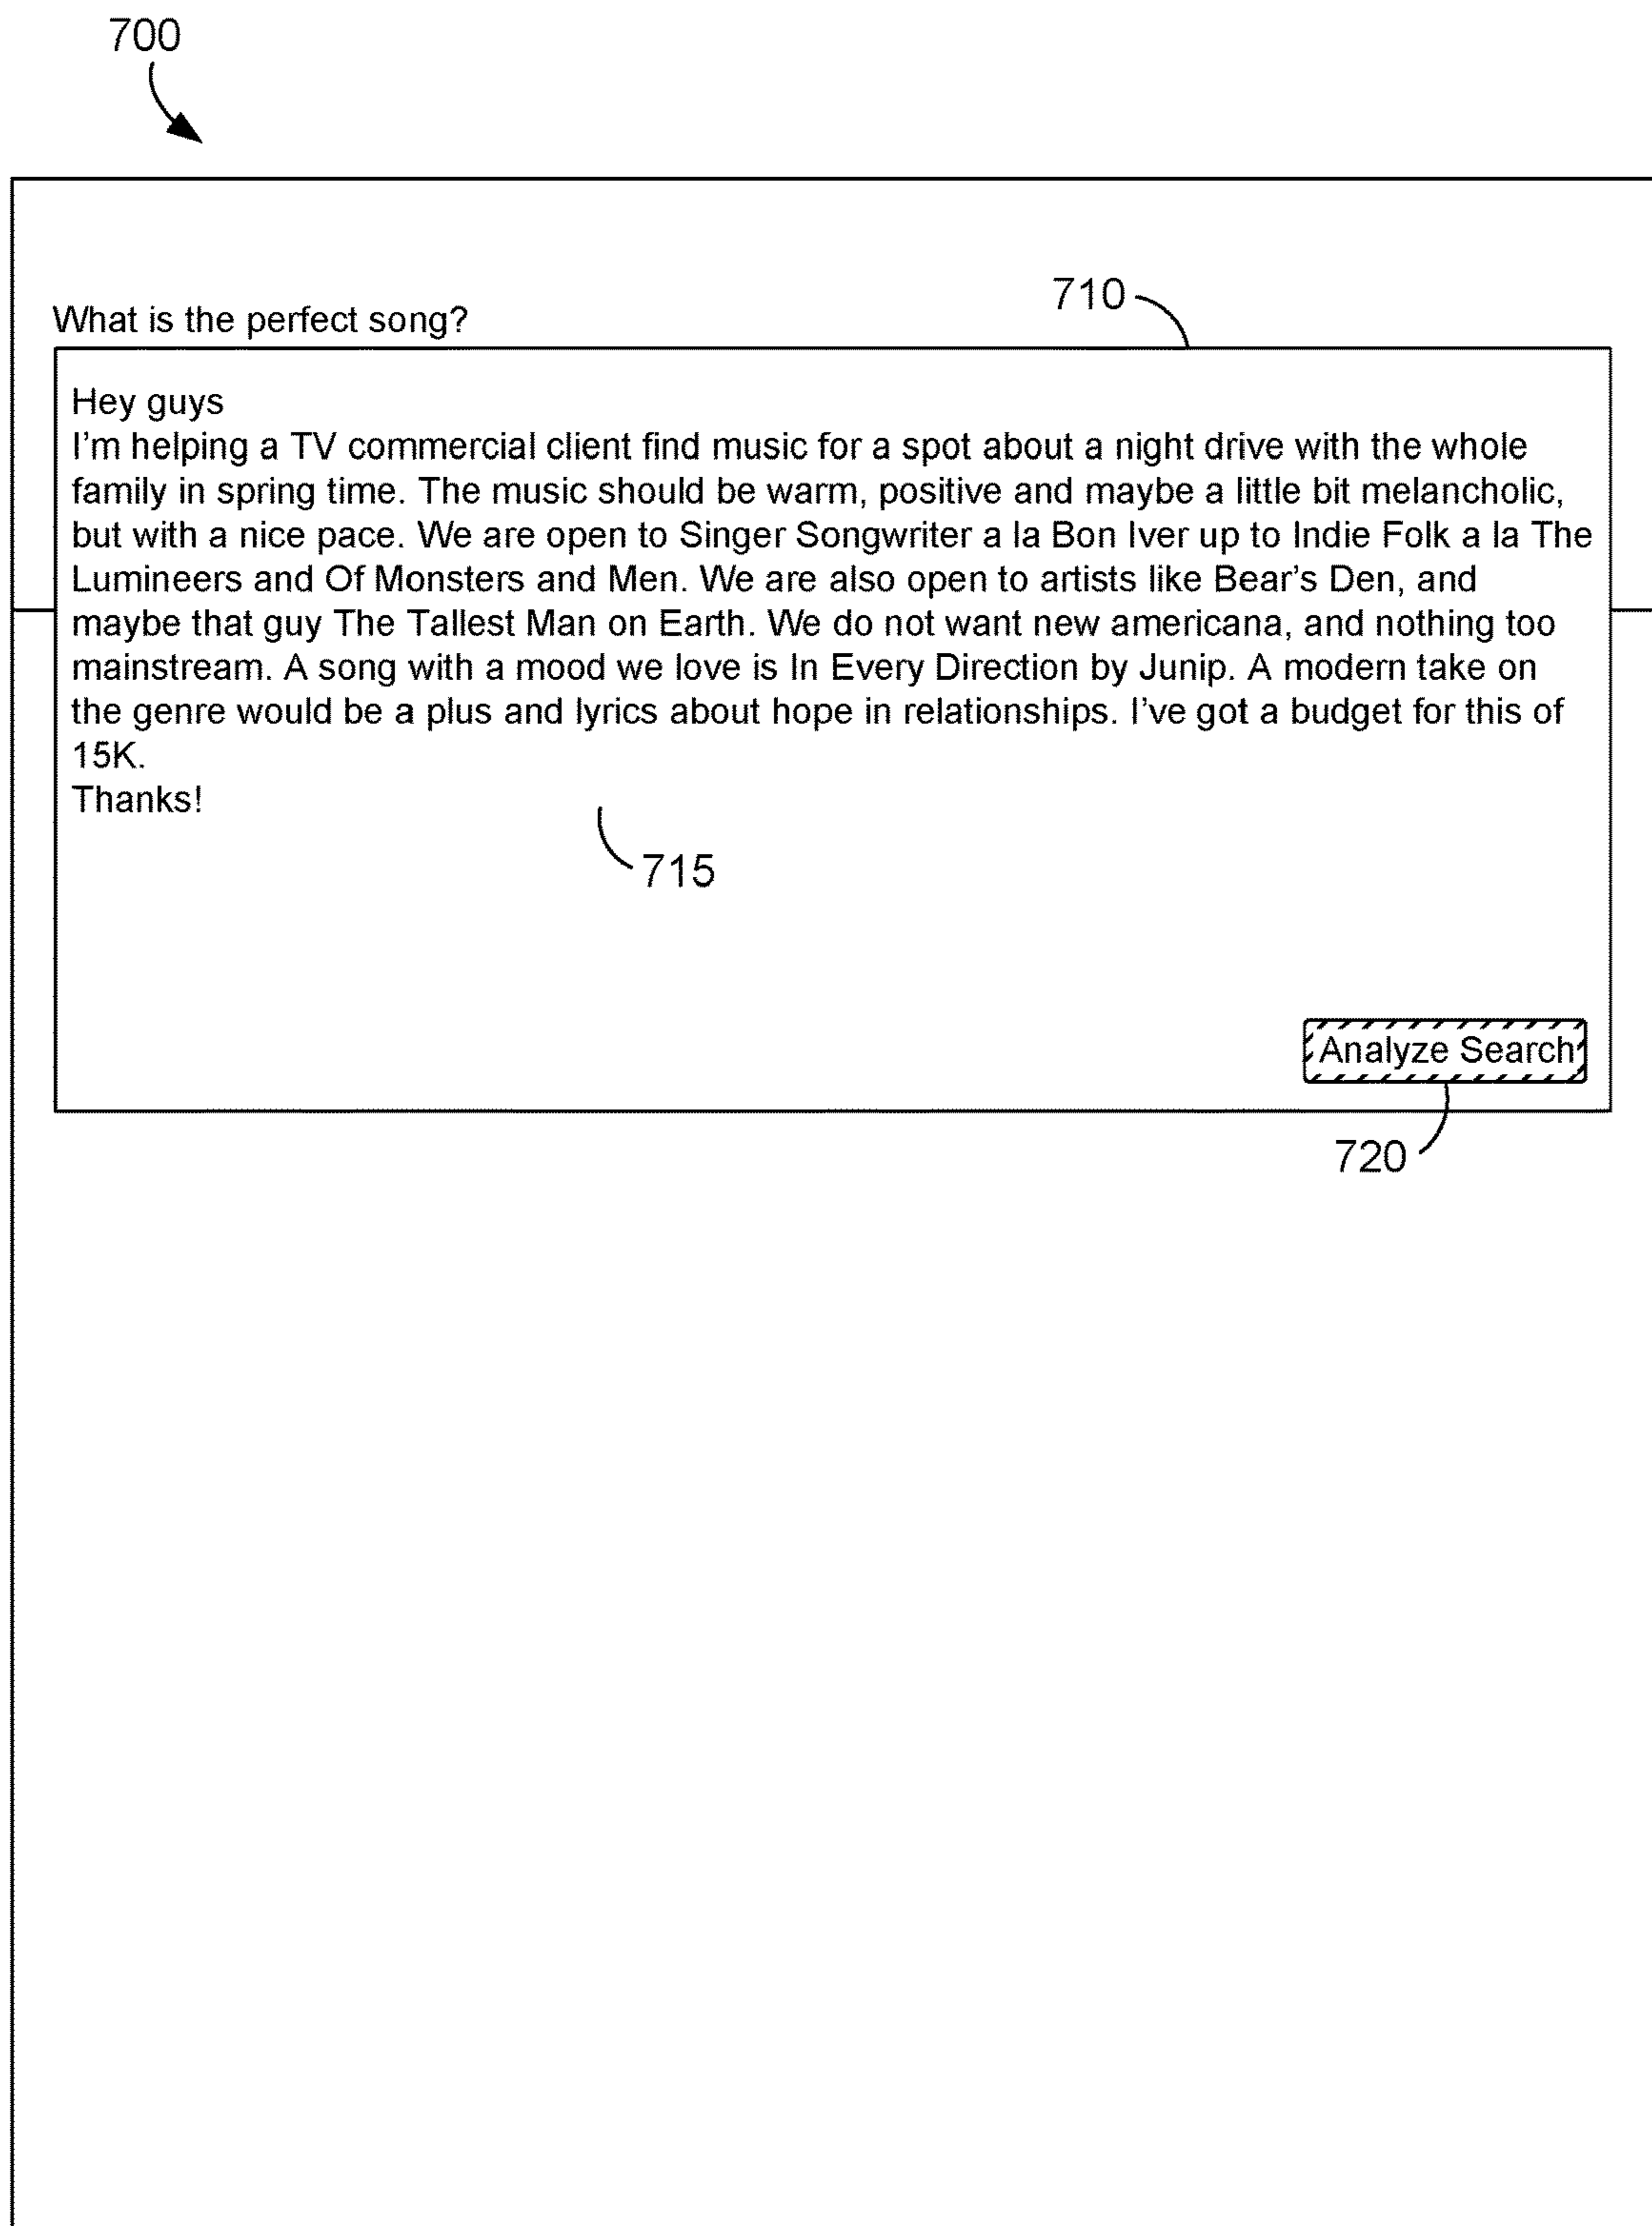 700
What is the perfect song?
710
Hey guys
I'm helping a TV commercial client find music for a spot about a night drive with the whole
family in spring time. The music should be warm, positive and maybe a little bit melancholic,
but with a nice pace. We are open to Singer Songwriter a la Bon Iver up to Indie Folk a la The
Lumineers and Of Monsters and Men. We are also open to artists like Bear's Den, and
maybe that guy The Tallest Man on Earth. We do not want new americana, and nothing too
mainstream. A song with a mood we love is In Every Direction by Junip. A modern take on
the genre would be a plus and lyrics about hope in relationships. I've got a budget for this of
15K.
Thanks!
715
Analyze Search
720